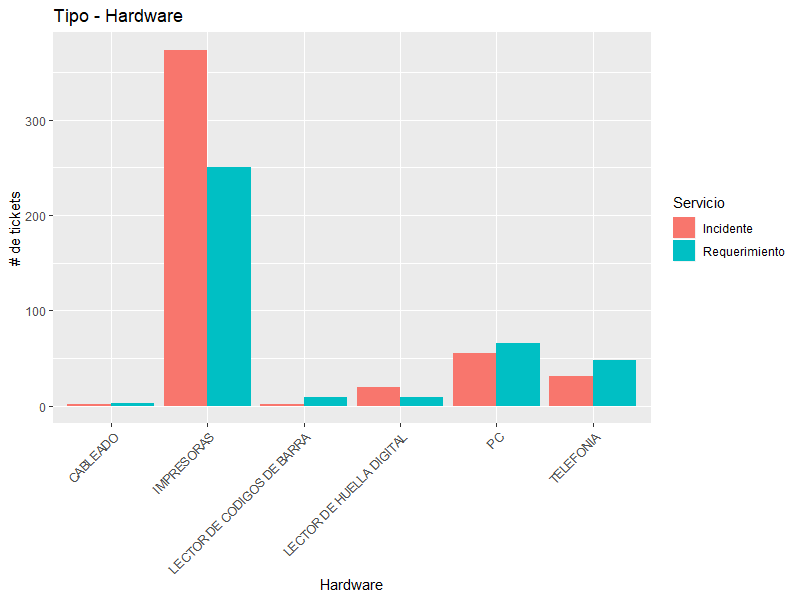 Tipo - Hardware
# de tickets
300
200
100
0
CABLEADO
IMPRESORAS
LECTOR DE CODIGOS DE BARRA
LECTOR DE HUELLA DIGITAL
PC
TELEFONIA
Hardware
Servicio
Incidente
Requerimiento